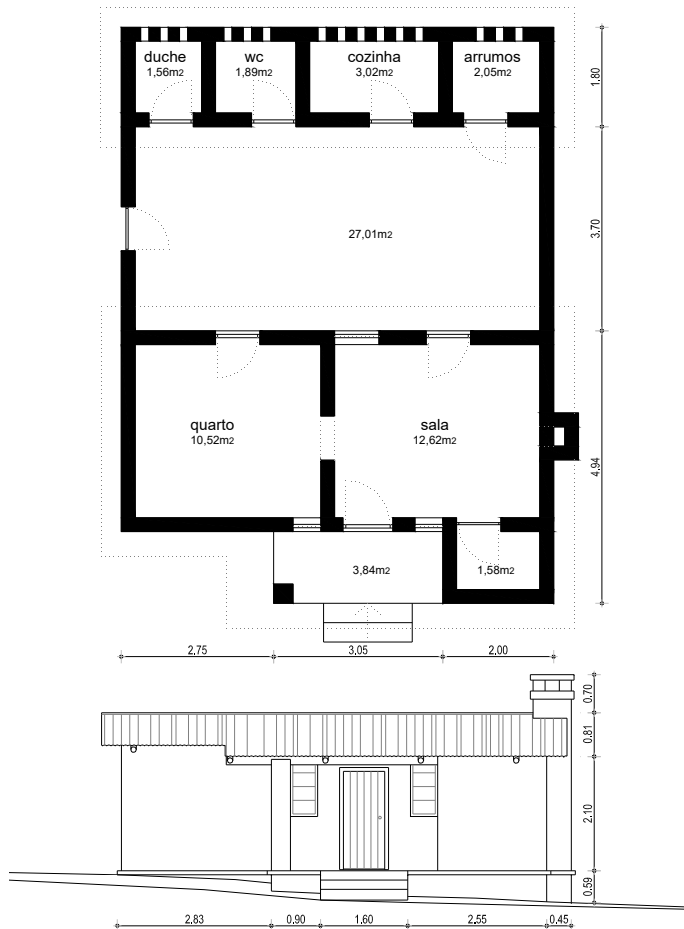 duche
1,56m2
wc
1,89m2
cozinha
3,02m2
arrumos
2,05m2
1.80
27,01m2
3.70
quarto
10,52m2
sala
12,62m2
4.94
3,84m2
1,58m2
2.75
3.05
2.00
0.70
0.81
2.10
0.59
2.83
0.90
1.60
2.55
0.45